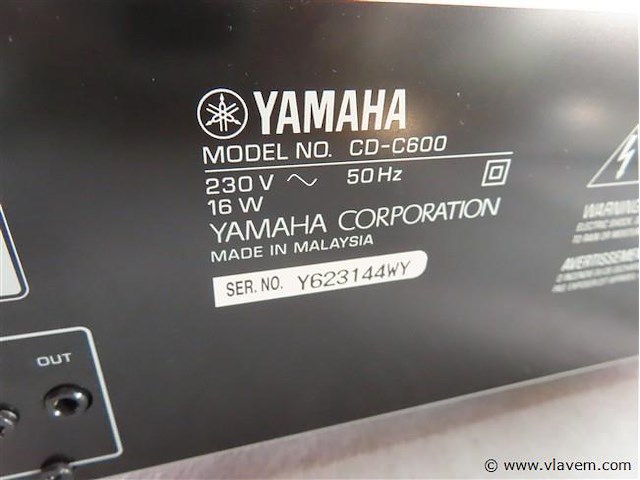 YAMAHA
MODEL NO. CD-C600
230 V ~ 50 Hz
16 W
YAMAHA CORPORATION
MADE IN MALAYSIA
SER. NO. Y623144WY
WARNING
AVERTISSEMENT
OUT
© www.vlavem.com